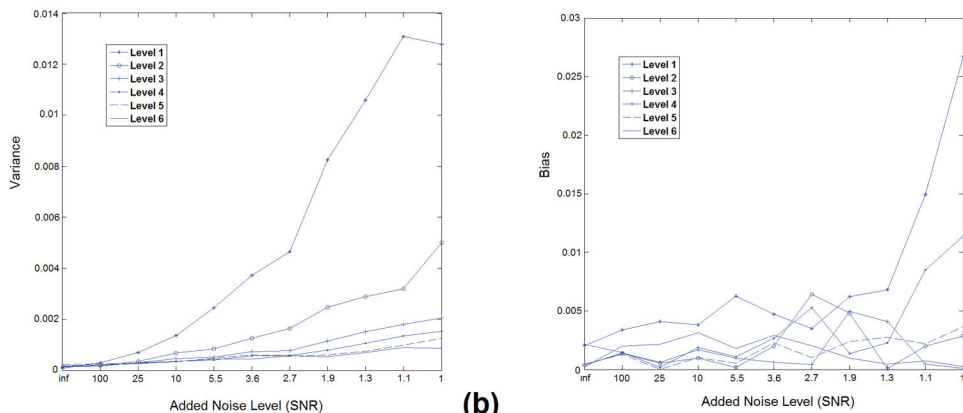 0.014
0.012
0.01
0.008
0.006
0.004
0.002
0
Variance
Level 1
Level 2
Level 3
Level 4
Level 5
Level 6
inf 100 25 10 5.5 3.6 2.7 1.9 1.3 1.1 1
Added Noise Level (SNR)
(b)
0.03
0.025
0.02
0.015
0.01
0.005
0
Bias
Level 1
Level 2
Level 3
Level 4
Level 5
Level 6
inf 100 25 10 5.5 3.6 2.7 1.9 1.3 1.1 1
Added Noise Level (SNR)